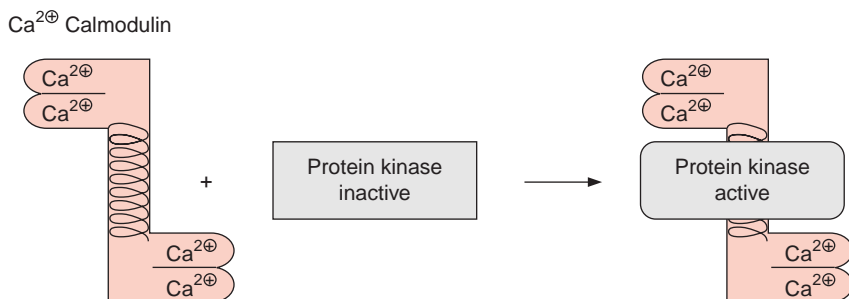 Ca²⊕ Calmodulin
Ca²⊕
Ca²⊕
+
Protein kinase
inactive
Ca²⊕
Ca²⊕
Ca²⊕
Ca²⊕
Protein kinase
active
Ca²⊕
Ca²⊕